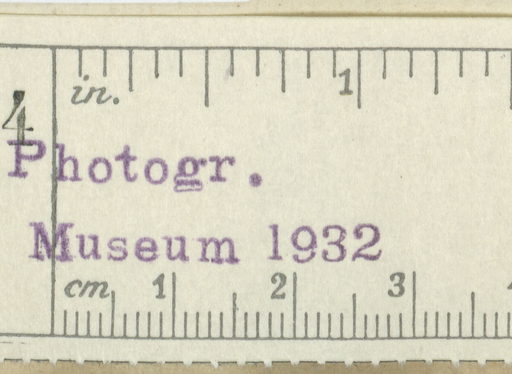 in. 1
4
Photogr.
Museum 1932
cm 1 2 3